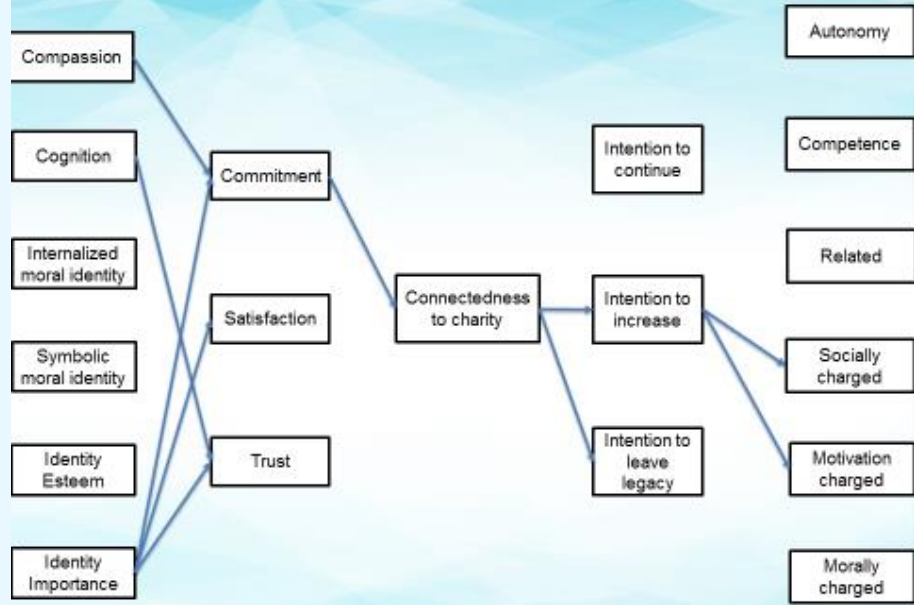 Compassion
Cognition
Internalized
moral identity
Symbolic
moral identity
Identity
Esteem
Identity
Importance
Commitment
Satisfaction
Trust
Connectedness
to charity
Intention to
continue
Intention to
increase
Intention to
leave
legacy
Autonomy
Competence
Related
Socially
charged
Motivation
charged
Morally
charged